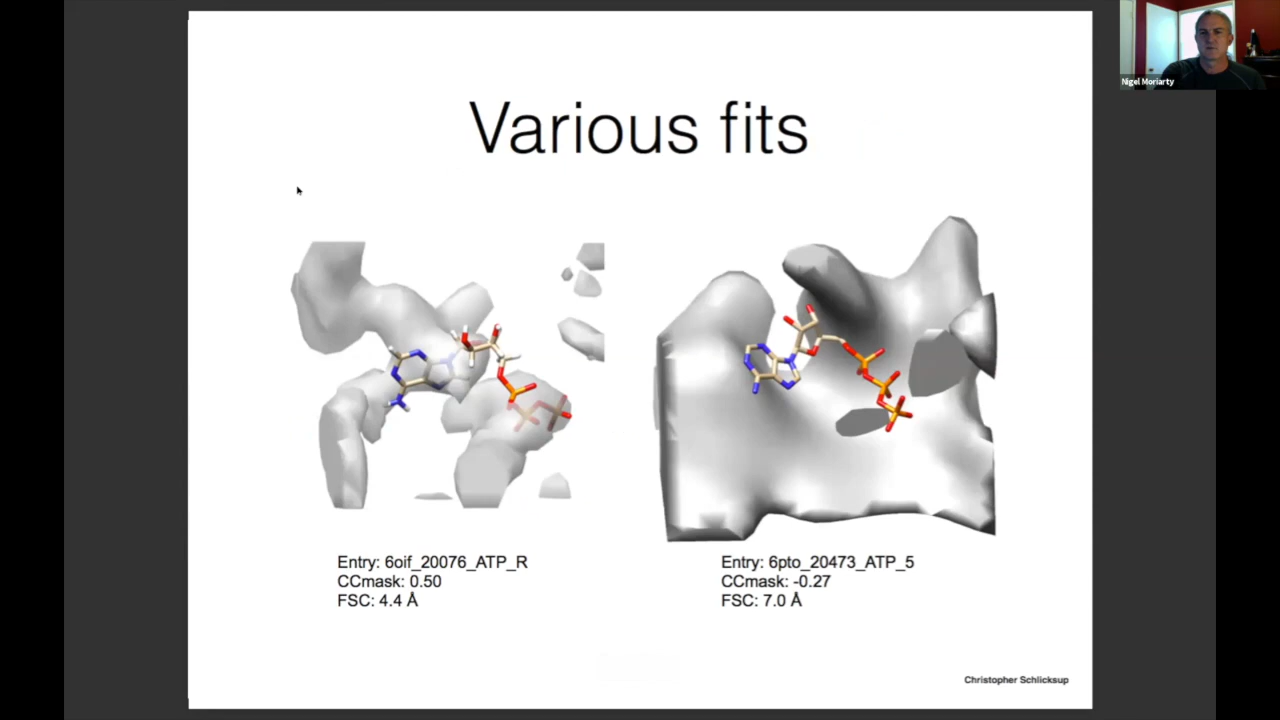 Various fits
Nigel Moriarty
Entry: 6oif_20076_ATP_R
CCmask: 0.50
FSC: 4.4 Å
Entry: 6pto_20473_ATP_5
CCmask: -0.27
FSC: 7.0 Å
Christopher Schlicksup